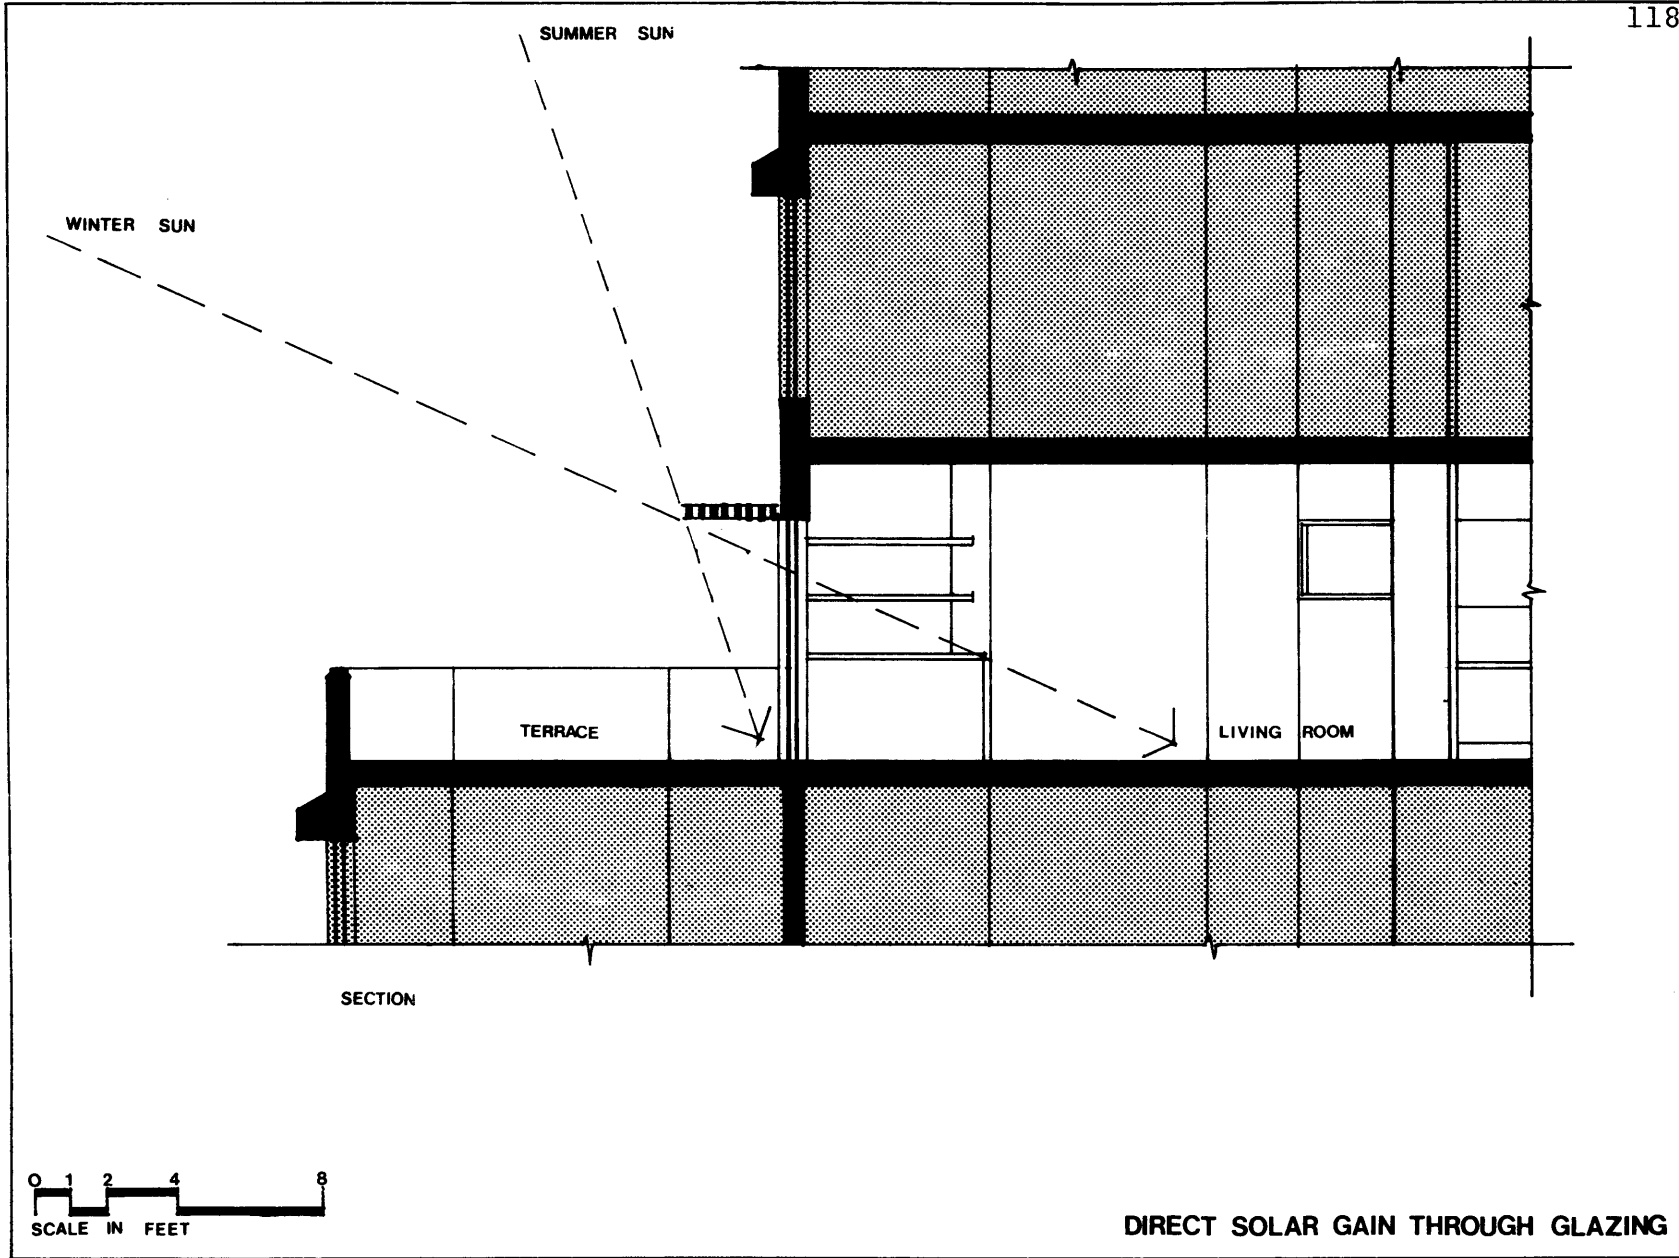 118
SUMMER SUN
WINTER SUN
TERRACE
LIVING ROOM
SECTION
0 1 2 4 8
SCALE IN FEET
DIRECT SOLAR GAIN THROUGH GLAZING